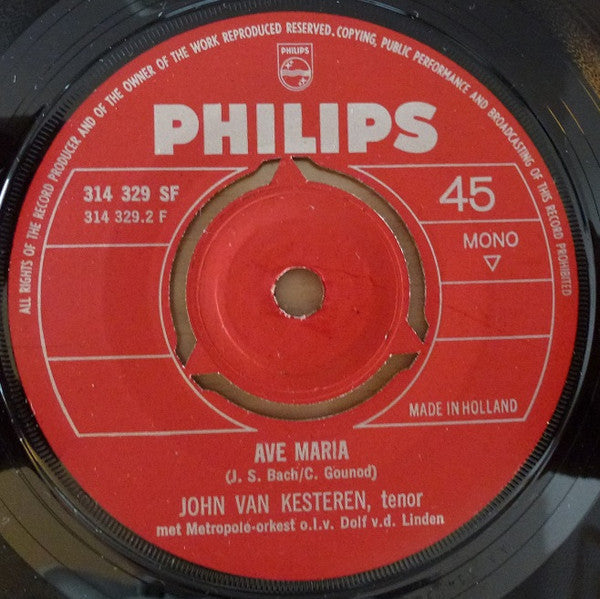 ALL RIGHTS OF THE RECORD PRODUCER AND OF THE OWNER OF THE WORK REPRODUCED RESERVED. COPYING, PUBLIC PERFORMANCE AND BROADCASTING OF THIS RECORD PROHIBITED
PHILIPS
PHILIPS
314 329 SF
314 329.2 F
45
MONO
MADE IN HOLLAND
AVE MARIA
(J. S. Bach/C. Gounod)
JOHN VAN KESTEREN, tenor
met Metropole-orkest o.l.v. Dolf v.d. Linden